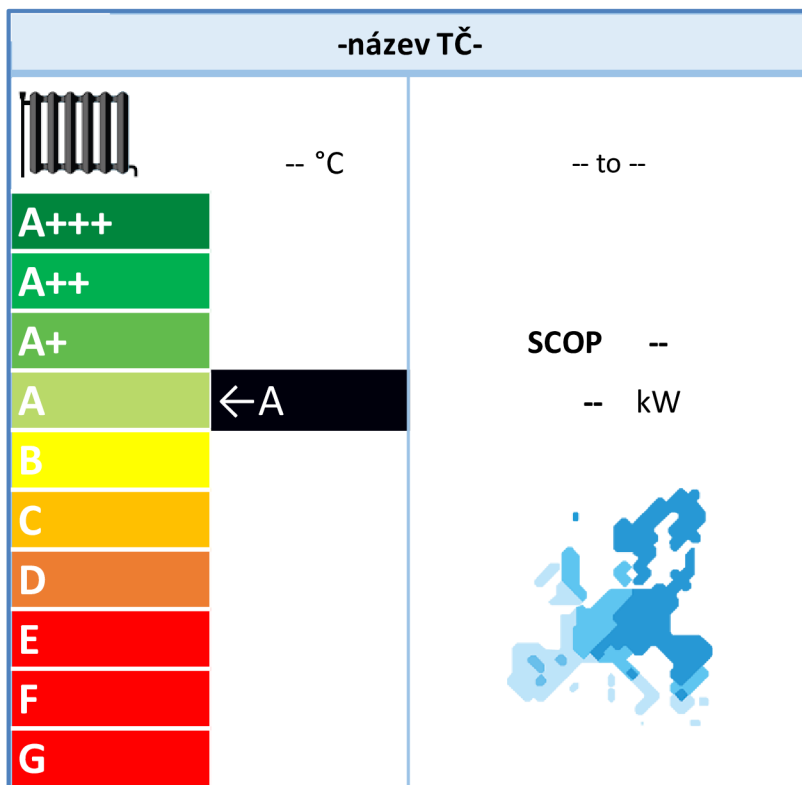 -název TČ-
-- °C
-- to --
A+++
A++
A+
SCOP --
A
←A
-- kW
B
C
D
E
F
G